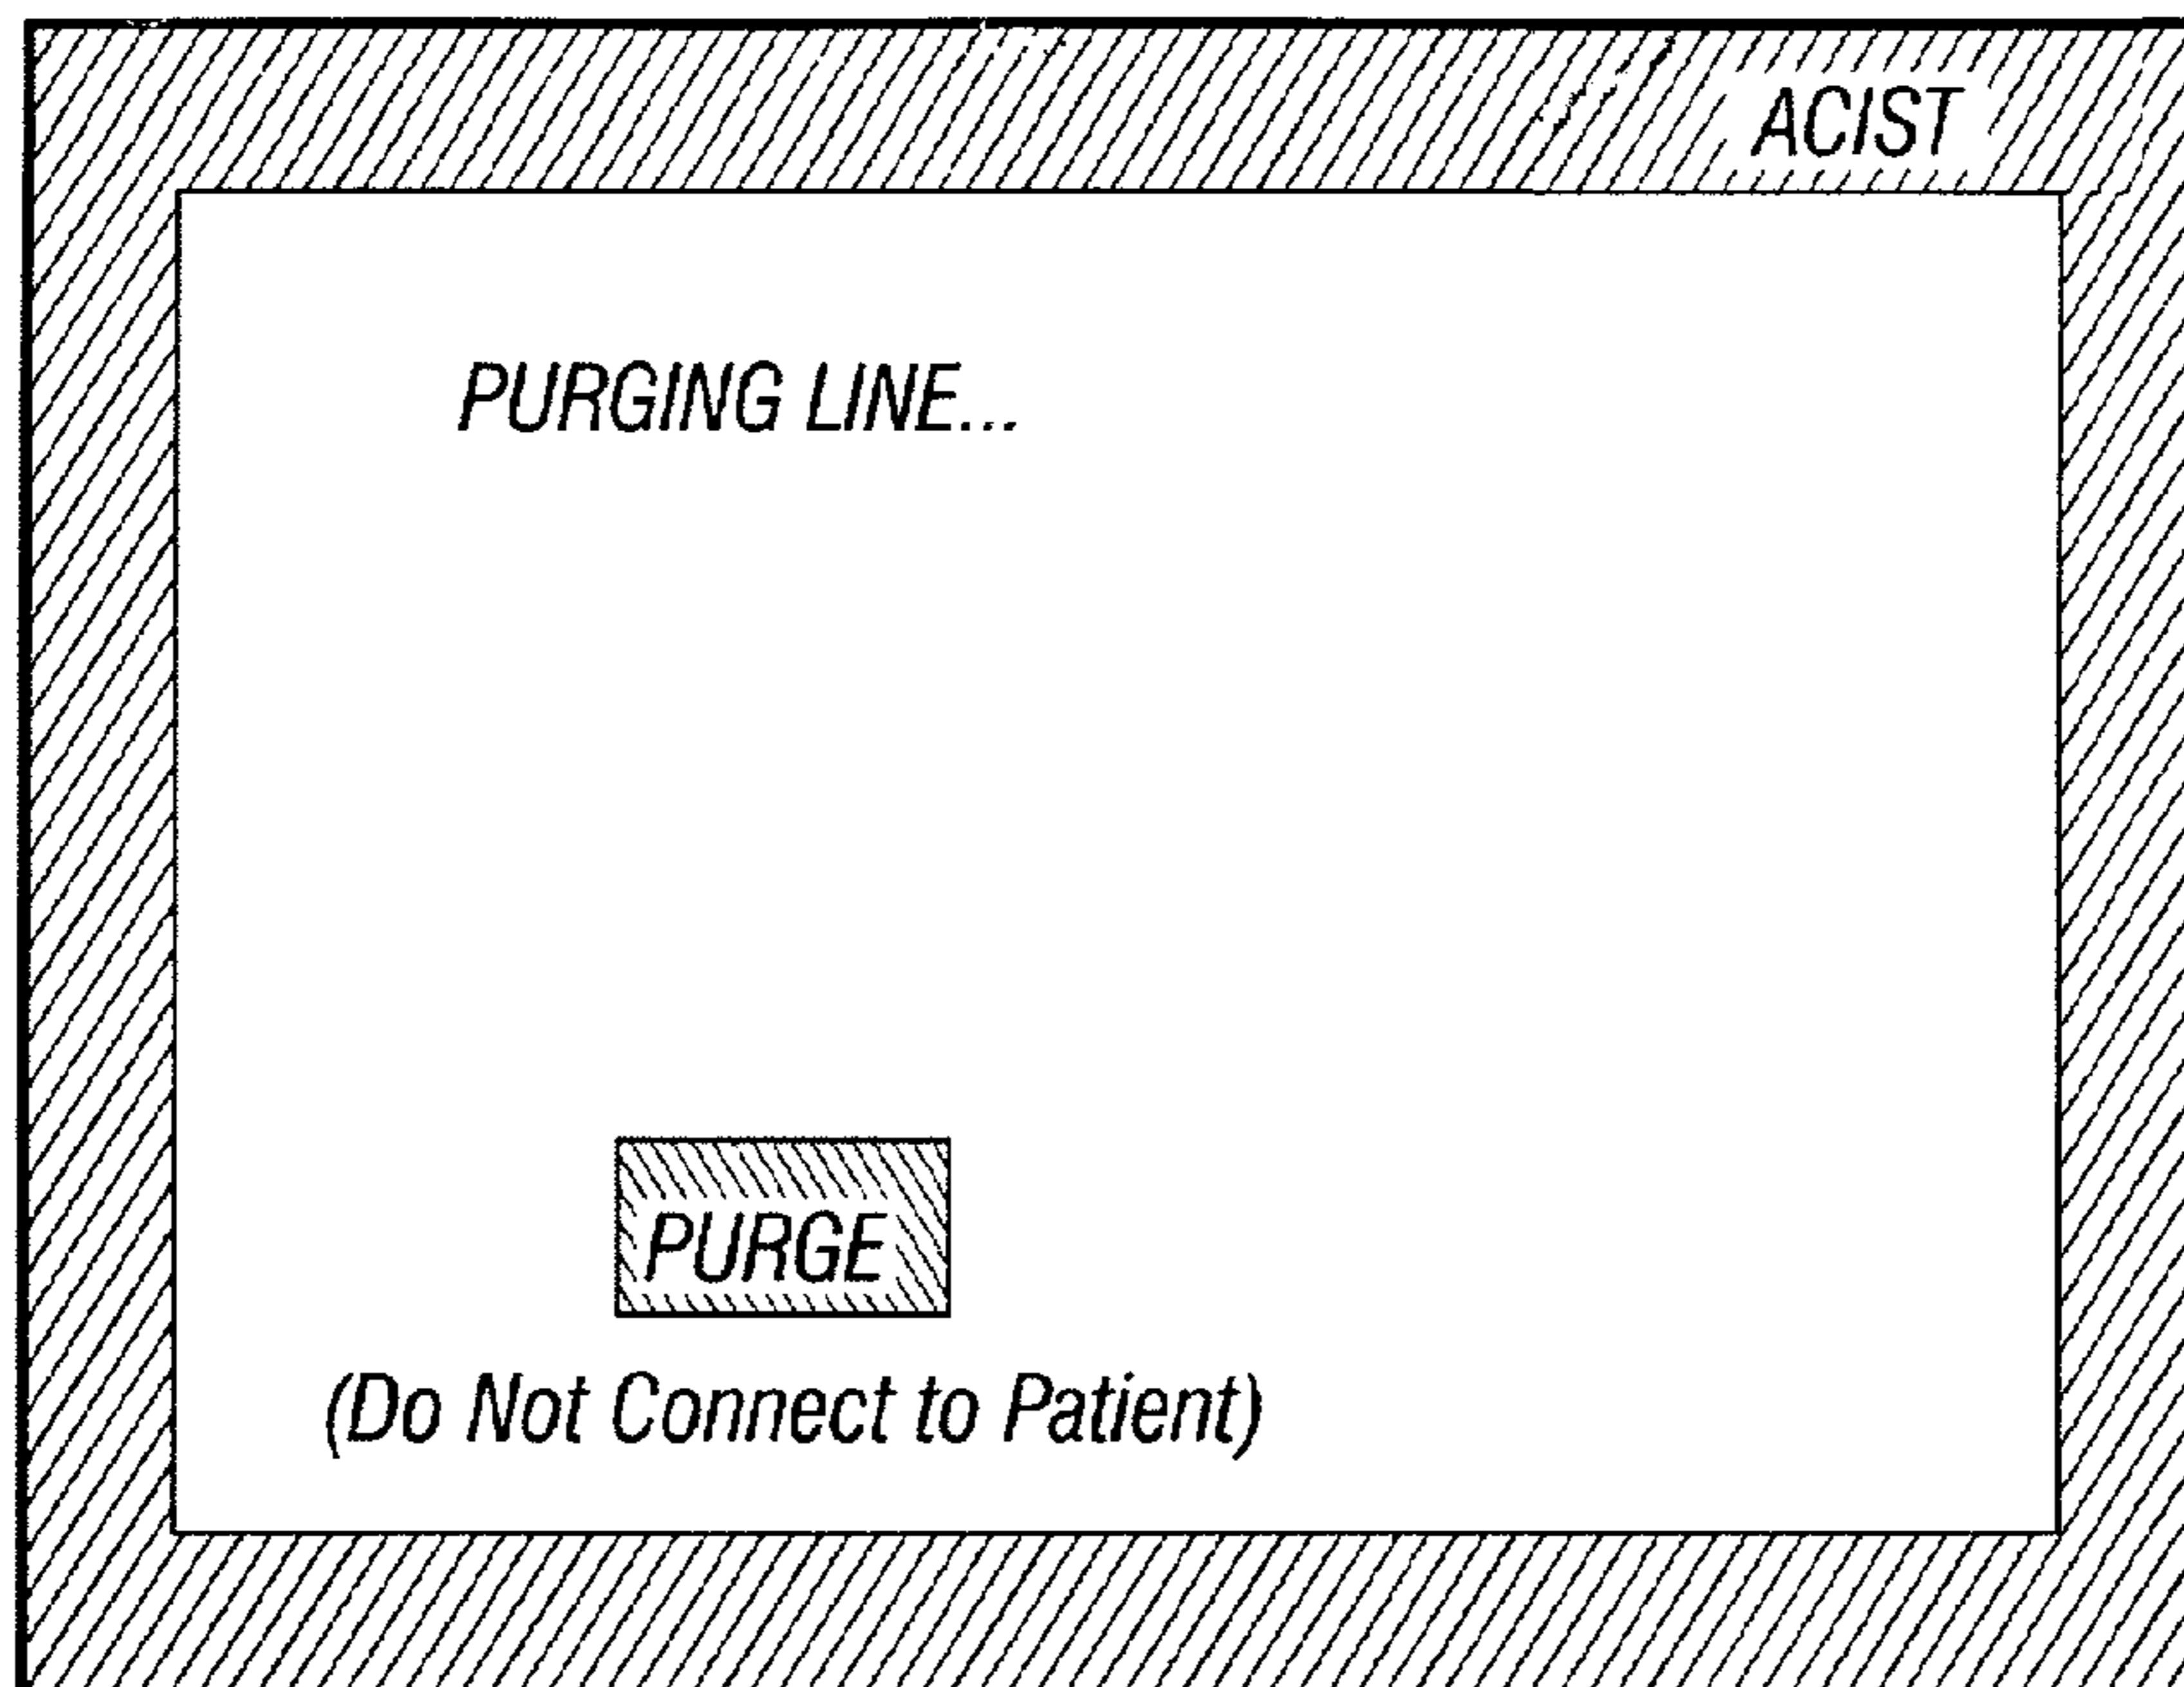 ACIST
PURGING LINE...
PURGE
(Do Not Connect to Patient)